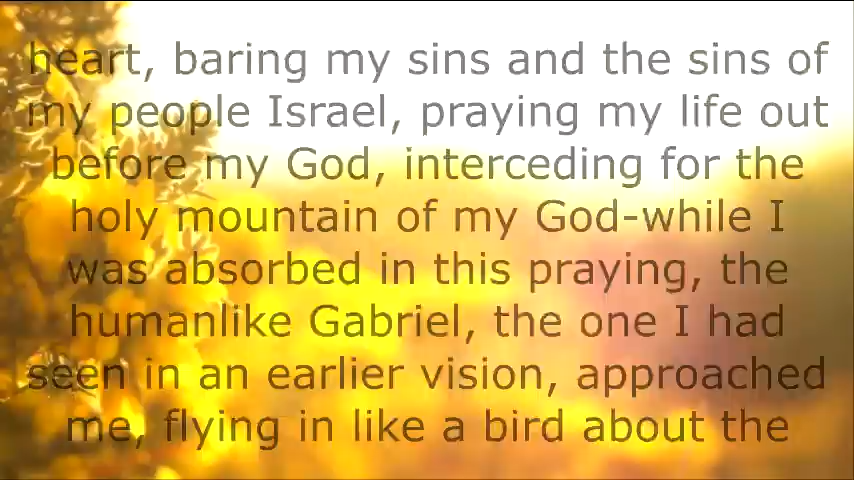 heart, baring my sins and the sins of
my people Israel, praying my life out
before my God, interceding for the
holy mountain of my God-while I
was absorbed in this praying, the
humanlike Gabriel, the one I had
seen in an earlier vision, approached
me, flying in like a bird about the